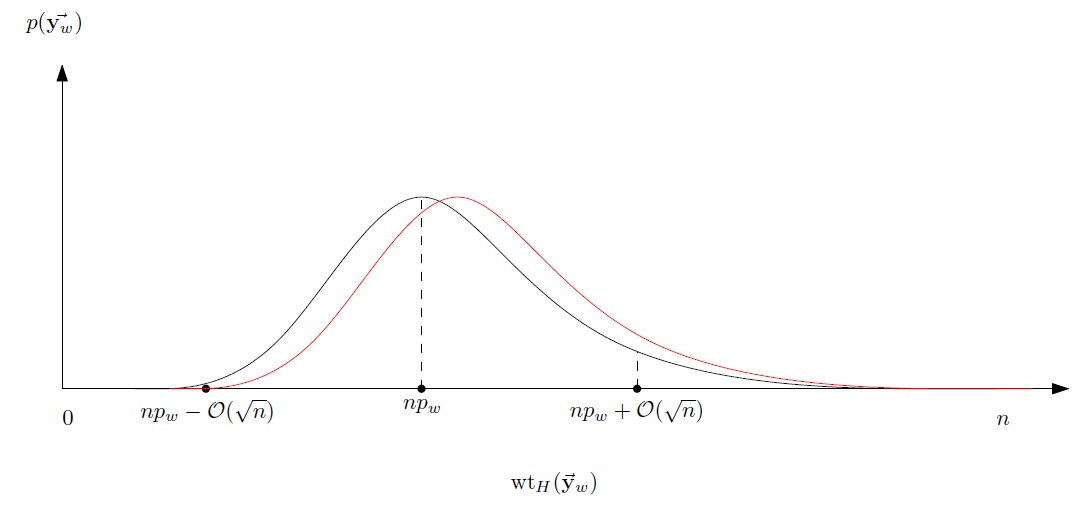 p(y⃗_w)
np_w − 𝒪(√n)
np_w
np_w + 𝒪(√n)
0
n
wt_H(y⃗_w)